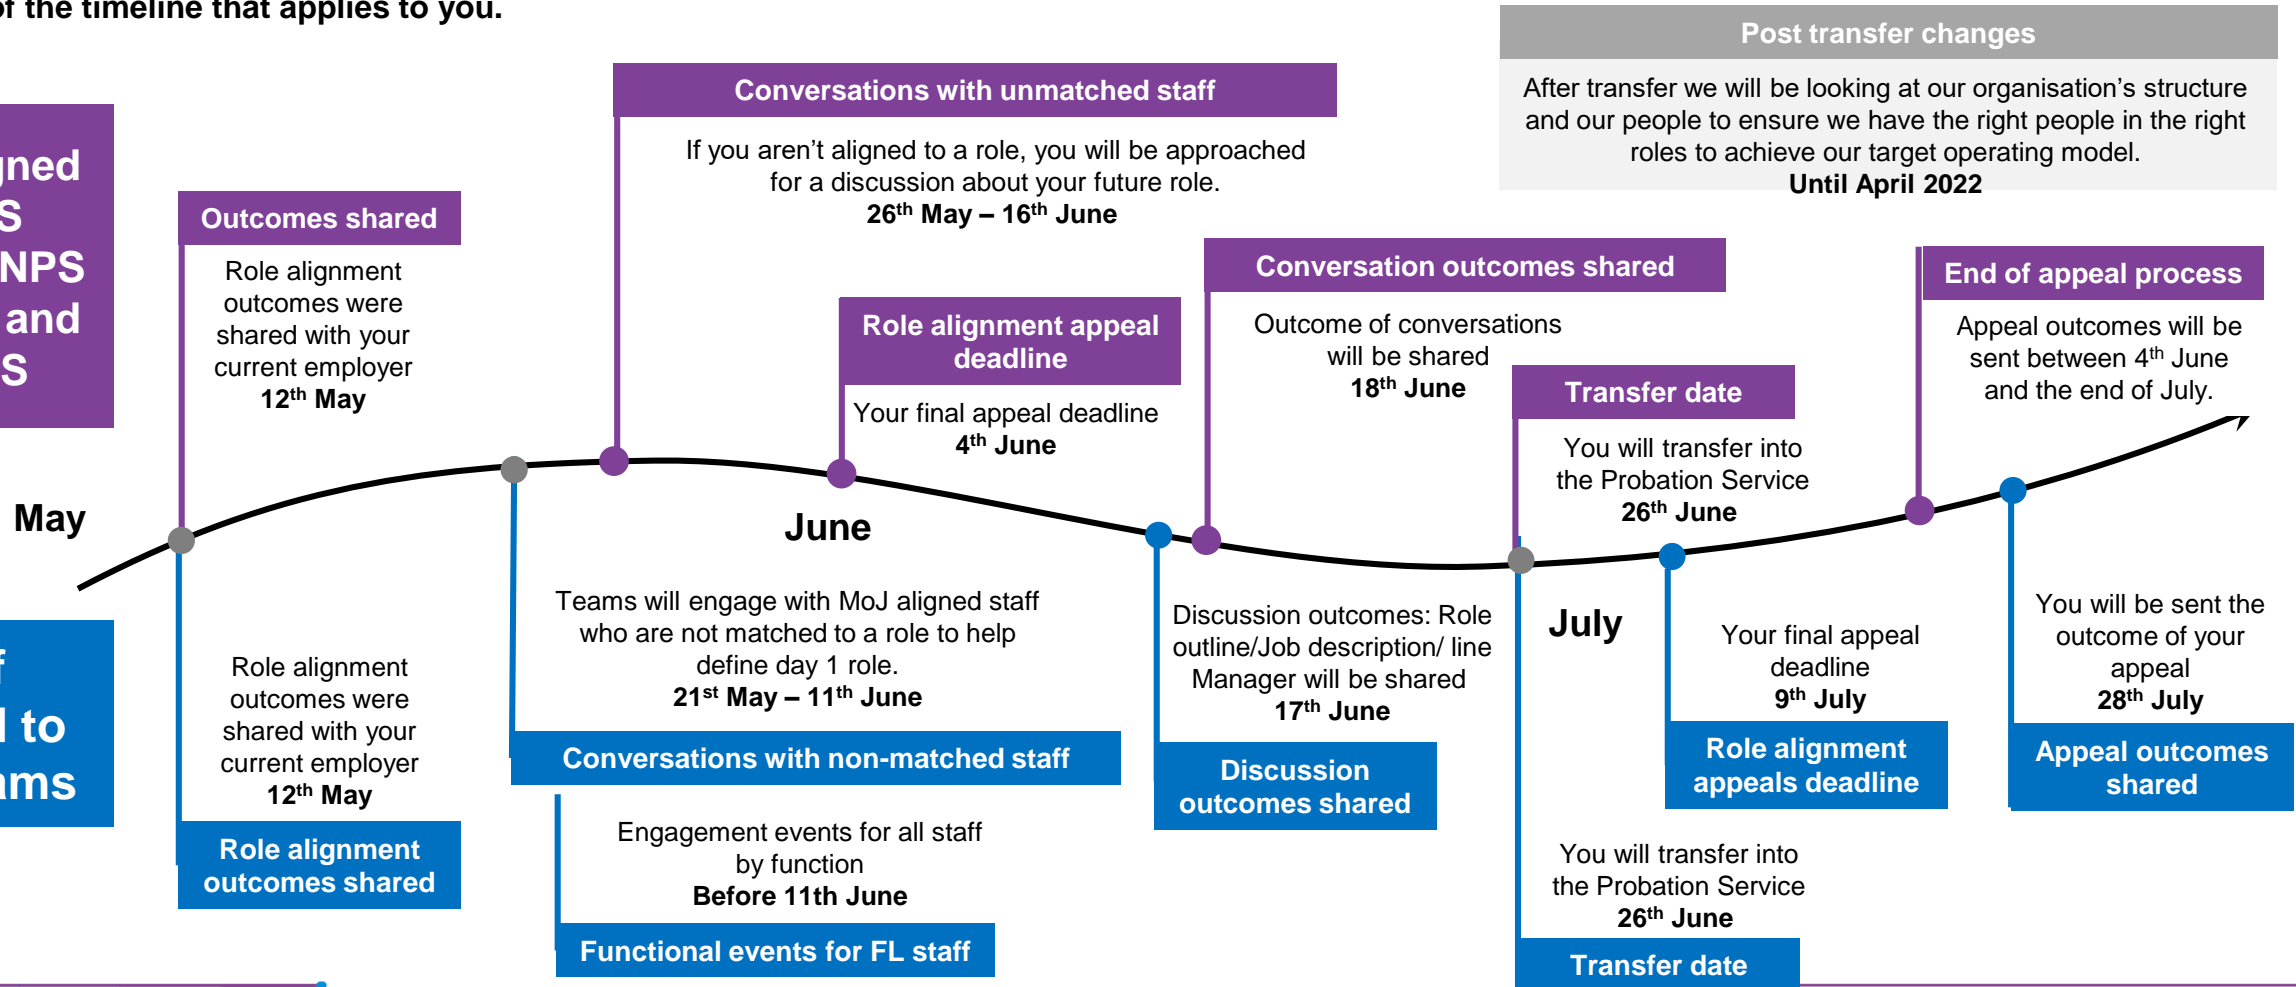 of the timeline that applies to you.
Post transfer changes
After transfer we will be looking at our organisation's structure
and our people to ensure we have the right people in the right
roles to achieve our target operating model.
Until April 2022
Conversations with unmatched staff
If you aren't aligned to a role, you will be approached
for a discussion about your future role.
26th May – 16th June
gned
S
NPS
and
S
Outcomes shared
Role alignment
outcomes were
shared with your
current employer
12th May
Role alignment appeal
deadline
Your final appeal deadline
4th June
Conversation outcomes shared
Outcome of conversations
will be shared
18th June
Transfer date
You will transfer into
the Probation Service
26th June
End of appeal process
Appeal outcomes will be
sent between 4th June
and the end of July.
May
June
July
f
d to
ams
Role alignment
outcomes were
shared with your
current employer
12th May
Role alignment
outcomes shared
Teams will engage with MoJ aligned staff
who are not matched to a role to help
define day 1 role.
21st May – 11th June
Conversations with non-matched staff
Engagement events for all staff
by function
Before 11th June
Functional events for FL staff
Discussion outcomes: Role
outline/Job description/ line
Manager will be shared
17th June
Discussion
outcomes shared
You will transfer into
the Probation Service
26th June
Transfer date
Your final appeal
deadline
9th July
Role alignment
appeals deadline
You will be sent the
outcome of your
appeal
28th July
Appeal outcomes
shared